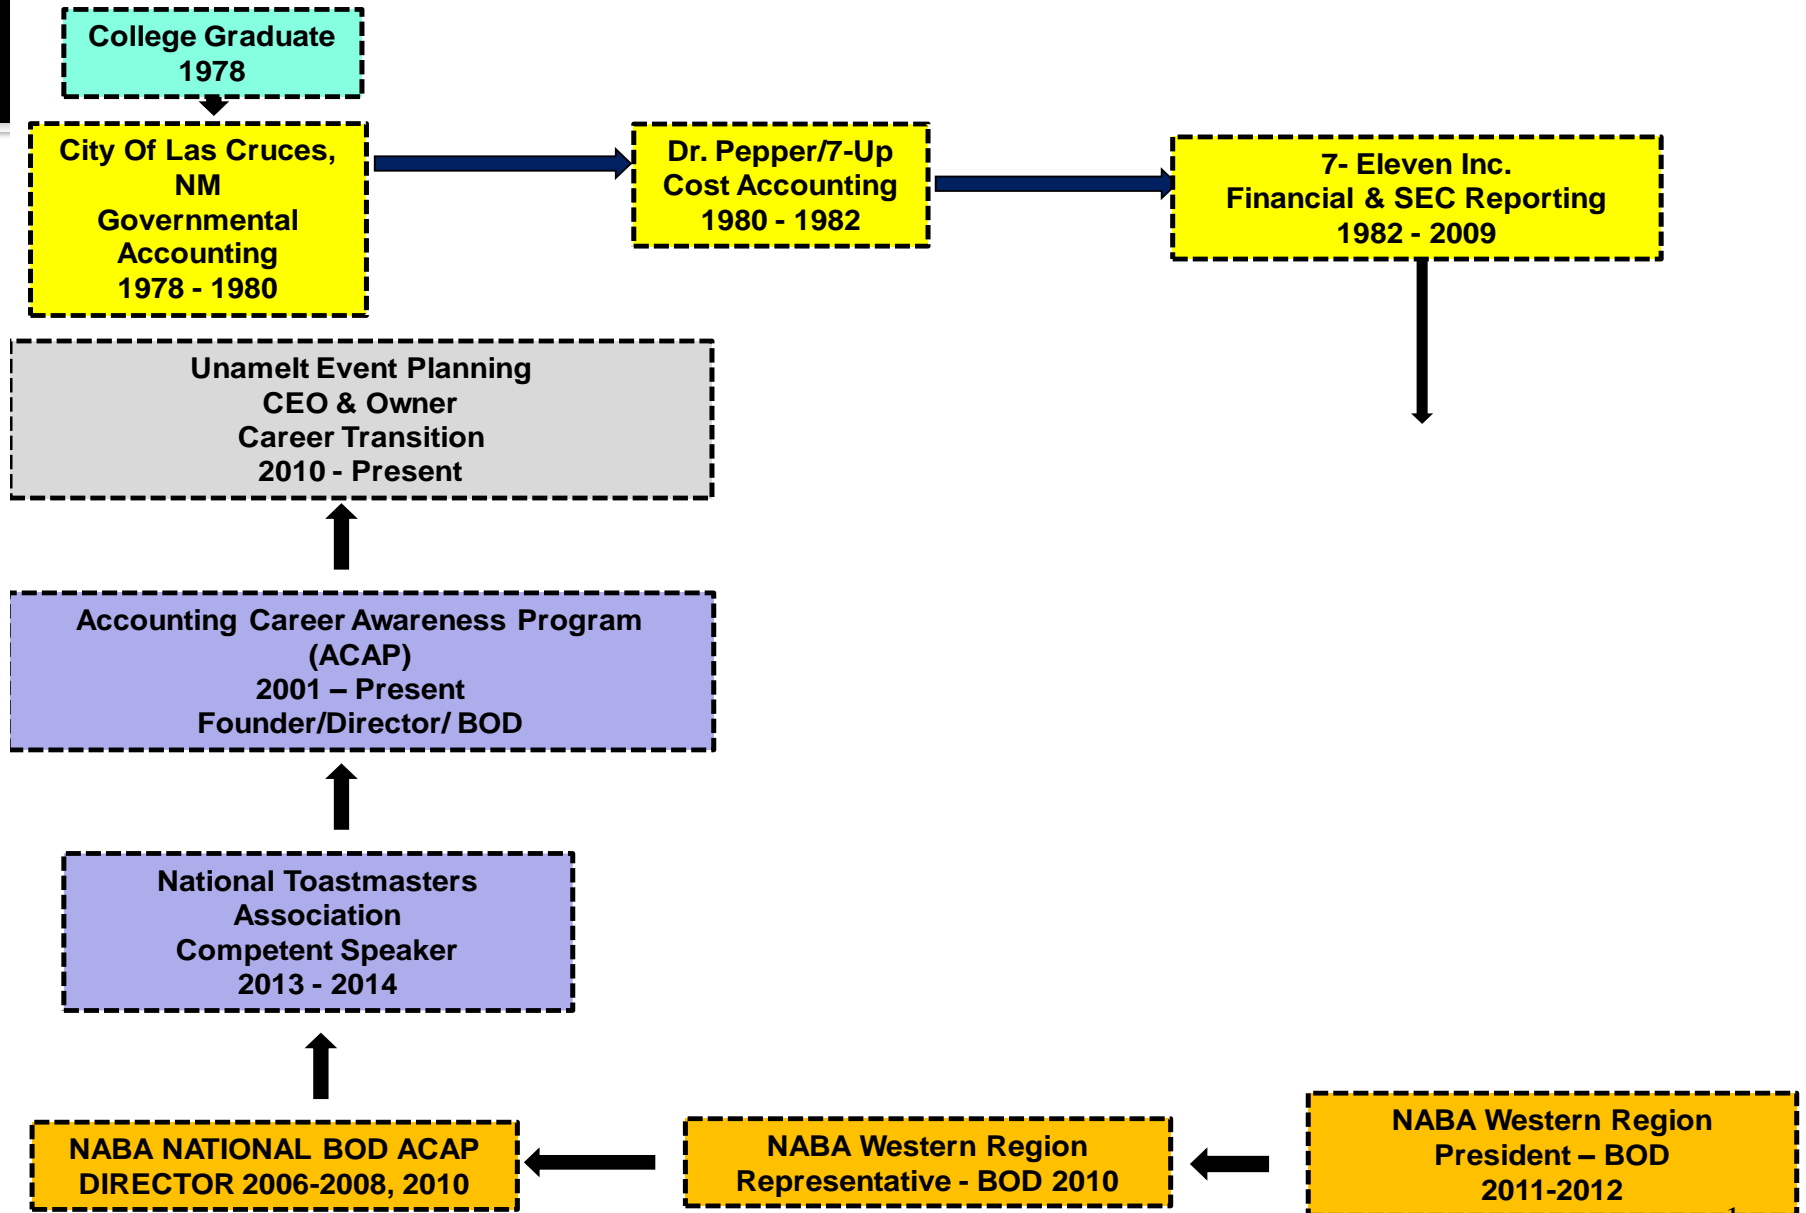 College Graduate
1978
City Of Las Cruces,
NM
Governmental
Accounting
1978 - 1980
Dr. Pepper/7-Up
Cost Accounting
1980 - 1982
7- Eleven Inc.
Financial & SEC Reporting
1982 - 2009
Unamelt Event Planning
CEO & Owner
Career Transition
2010 - Present
Accounting Career Awareness Program
(ACAP)
2001 – Present
Founder/Director/ BOD
National Toastmasters
Association
Competent Speaker
2013 - 2014
NABA NATIONAL BOD ACAP
DIRECTOR 2006-2008, 2010
NABA Western Region
Representative - BOD 2010
NABA Western Region
President – BOD
2011-2012